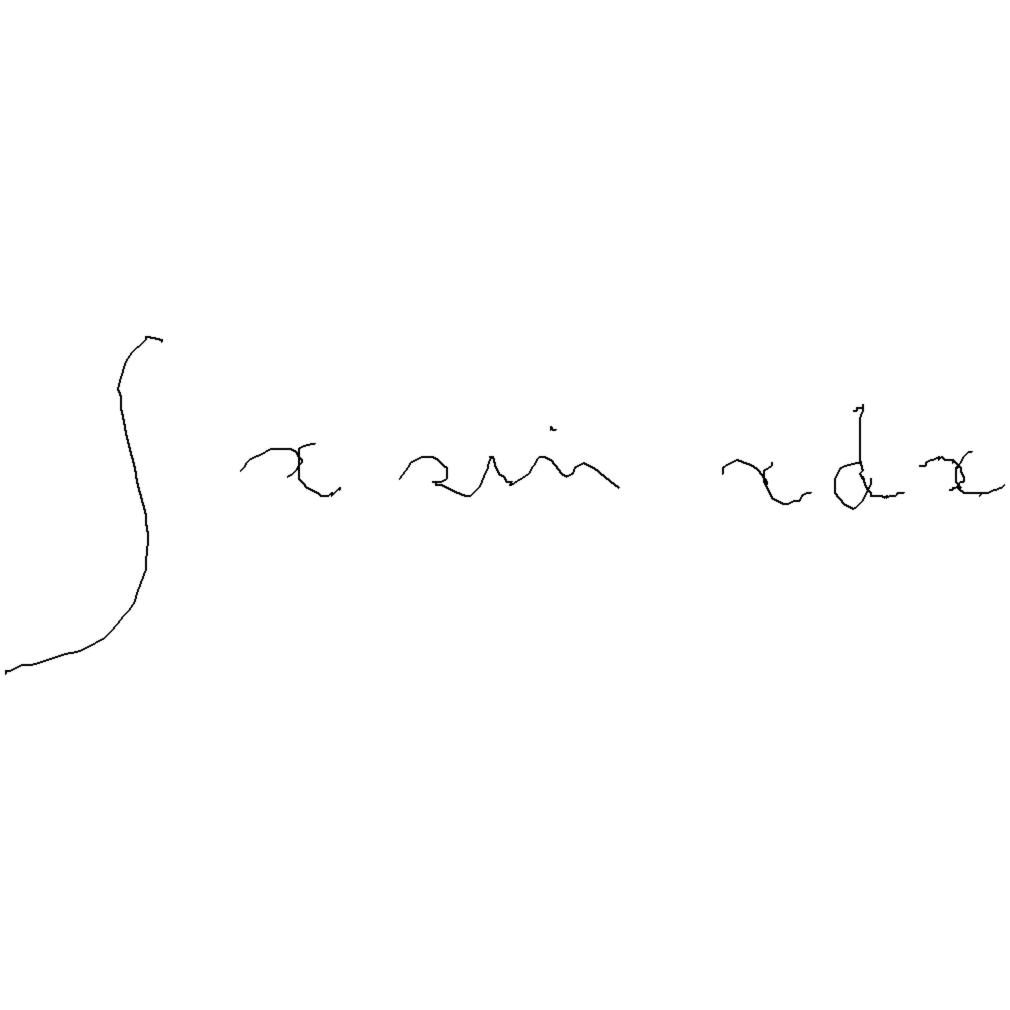 ∫ x sin x dx